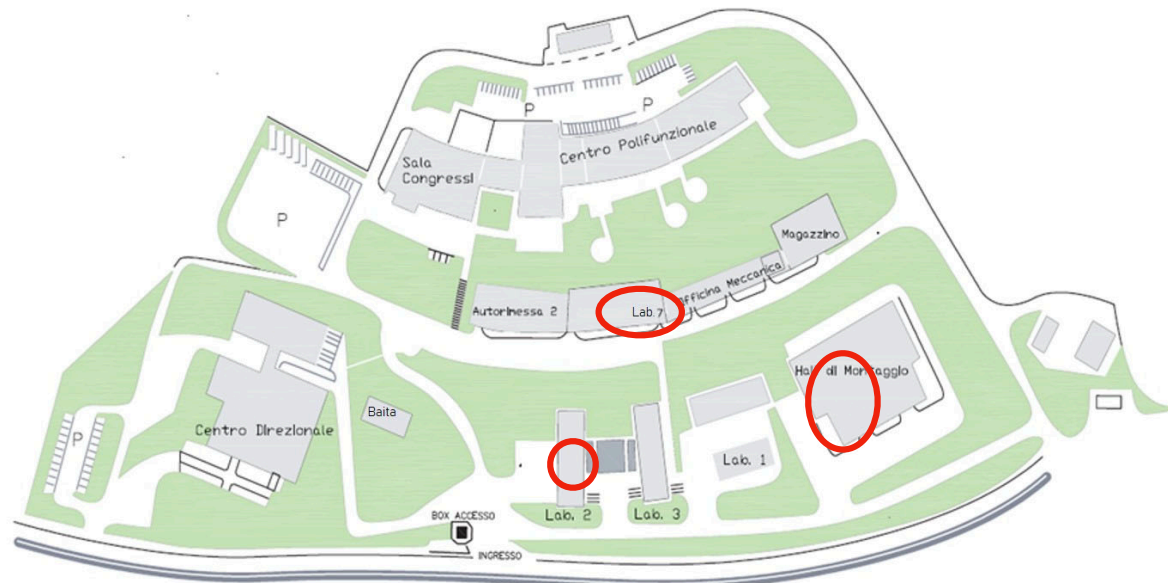 P
P
Centro Polifunzionale
Sala
Congressi
P
Magazzino
Officina Meccanica
Autorimessa 2
Lab. 7
Hall di Montaggio
Baita
Centro Direzionale
P
Lab. 1
Lab. 2
Lab. 3
BOX ACCESSO
INGRESSO